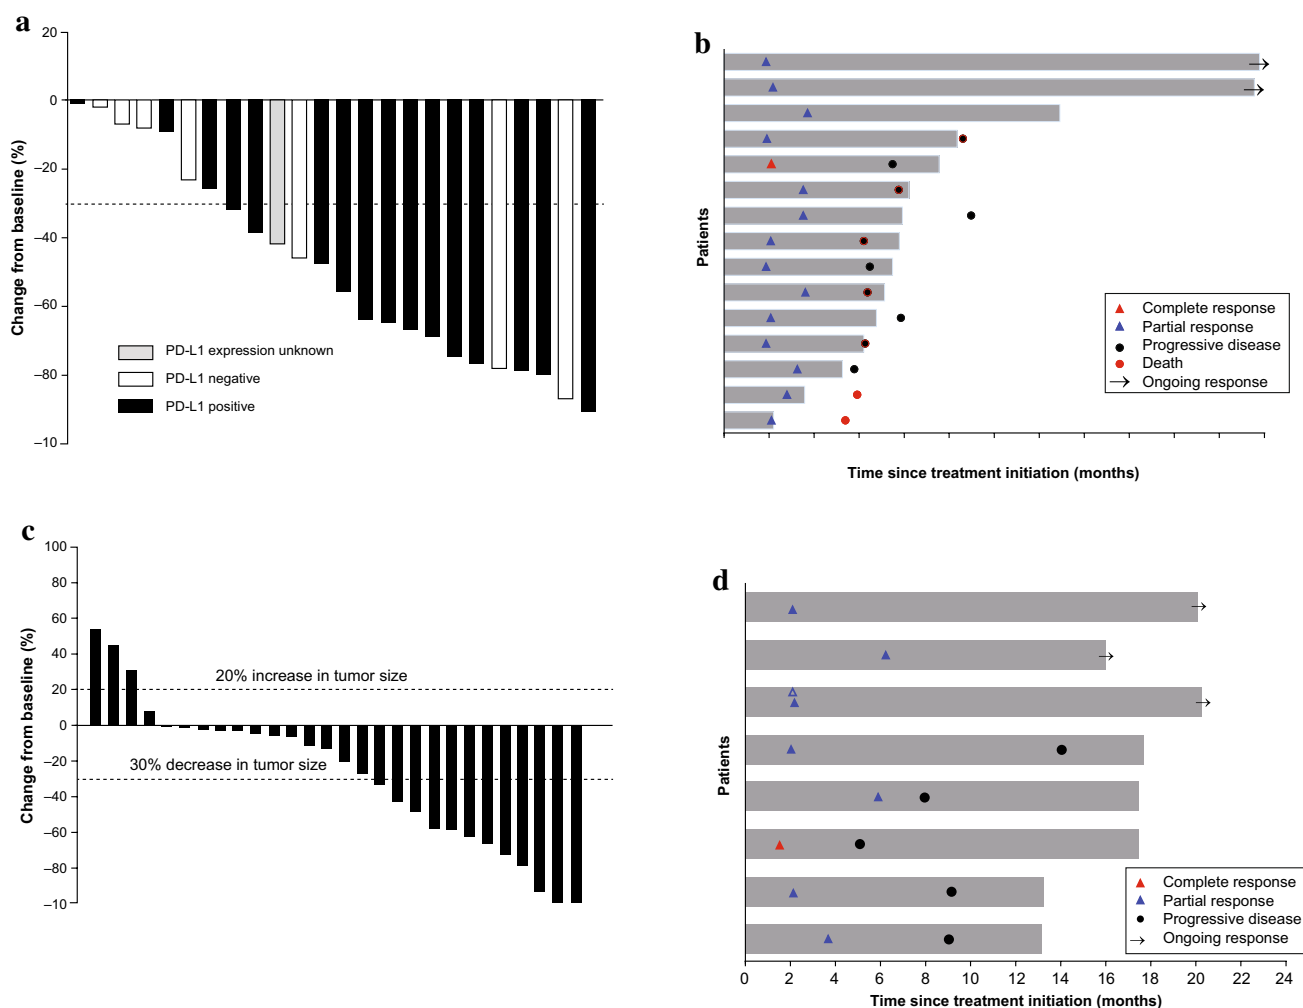 a
20
0
–20
–40
–60
–80
–10
Change from baseline (%)
PD-L1 expression unknown
PD-L1 negative
PD-L1 positive
b
Patients
Complete response
Partial response
Progressive disease
Death
Ongoing response
Time since treatment initiation (months)
c
100
80
60
40
20
0
–20
–40
–60
–80
–10
Change from baseline (%)
20% increase in tumor size
30% decrease in tumor size
d
Patients
Complete response
Partial response
Progressive disease
Ongoing response
0 2 4 6 8 14 16 14 16 20 22 24
Time since treatment initiation (months)